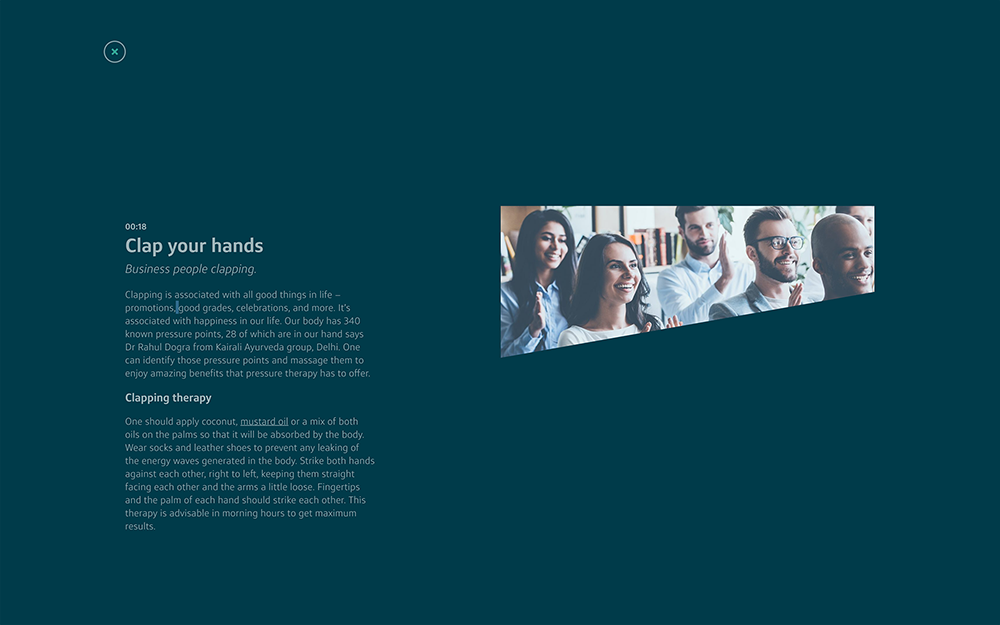 00:18
Clap your hands
Business people clapping.
Clapping is associated with all good things in life –
promotions, good grades, celebrations, and more. It's
associated with happiness in our life. Our body has 340
known pressure points, 28 of which are in our hand says
Dr Rahul Dogra from Kairali Ayurveda group, Delhi. One
can identify those pressure points and massage them to
enjoy amazing benefits that pressure therapy has to offer.
Clapping therapy
One should apply coconut, mustard oil or a mix of both
oils on the palms so that it will be absorbed by the body.
Wear socks and leather shoes to prevent any leaking of
the energy waves generated in the body. Strike both hands
against each other, right to left, keeping them straight
facing each other and the arms a little loose. Fingertips
and the palm of each hand should strike each other. This
therapy is advisable in morning hours to get maximum
results.